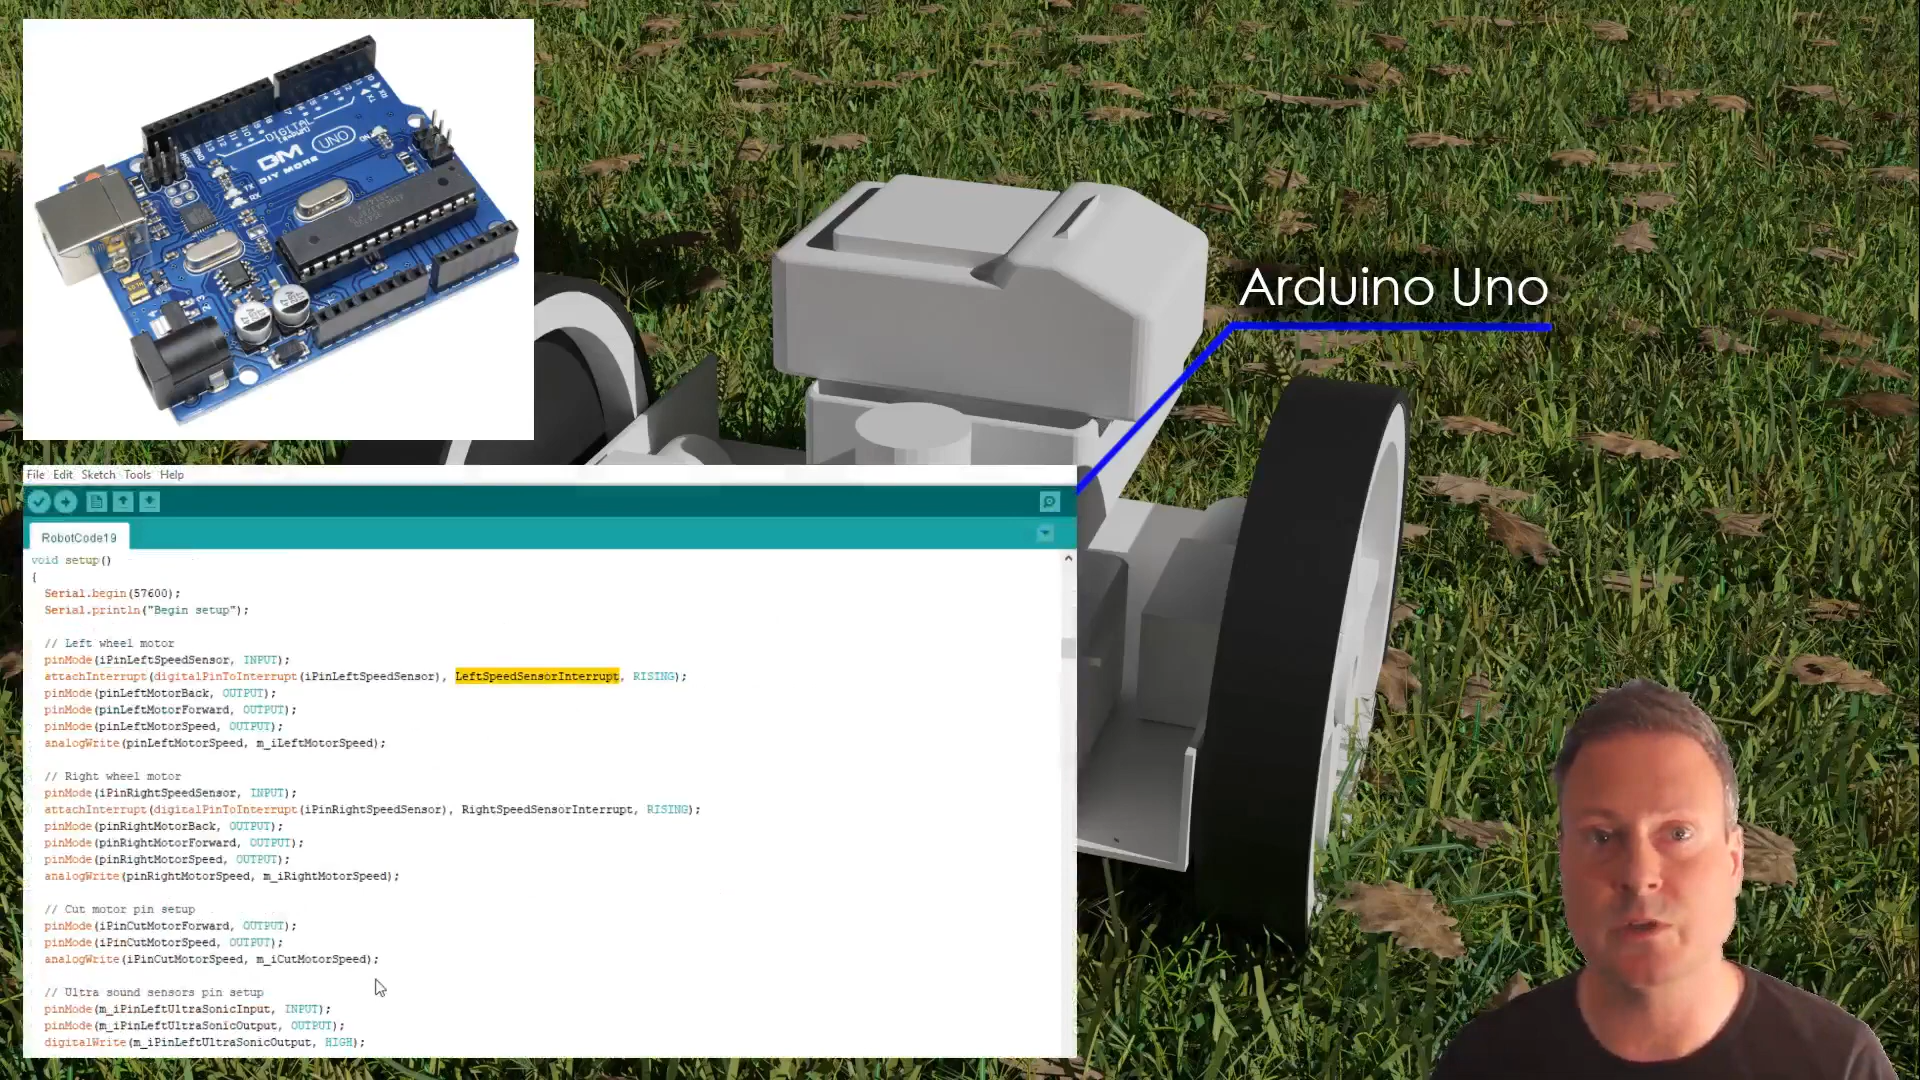 DIGITAL
UNO
ON
DM
DIY MORE
TX
RX
AREF
GND
Arduino Uno
File Edit Sketch Tools Help
RobotCode19
void setup()
{
Serial.begin(57600);
Serial.println("Begin setup");
// Left wheel motor
pinMode(iPinLeftSpeedSensor, INPUT);
attachInterrupt(digitalPinToInterrupt(iPinLeftSpeedSensor), LeftSpeedSensorInterrupt, RISING);
pinMode(pinLeftMotorBack, OUTPUT);
pinMode(pinLeftMotorForward, OUTPUT);
pinMode(pinLeftMotorSpeed, OUTPUT);
analogWrite(pinLeftMotorSpeed, m_iLeftMotorSpeed);
// Right wheel motor
pinMode(iPinRightSpeedSensor, INPUT);
attachInterrupt(digitalPinToInterrupt(iPinRightSpeedSensor), RightSpeedSensorInterrupt, RISING);
pinMode(pinRightMotorBack, OUTPUT);
pinMode(pinRightMotorForward, OUTPUT);
pinMode(pinRightMotorSpeed, OUTPUT);
analogWrite(pinRightMotorSpeed, m_iRightMotorSpeed);
// Cut motor pin setup
pinMode(iPinCutMotorForward, OUTPUT);
pinMode(iPinCutMotorSpeed, OUTPUT);
analogWrite(iPinCutMotorSpeed, m_iCutMotorSpeed);
// Ultra sound sensors pin setup
pinMode(m_iPinLeftUltraSonicInput, INPUT);
pinMode(m_iPinLeftUltraSonicOutput, OUTPUT);
digitalWrite(m_iPinLeftUltraSonicOutput, HIGH);